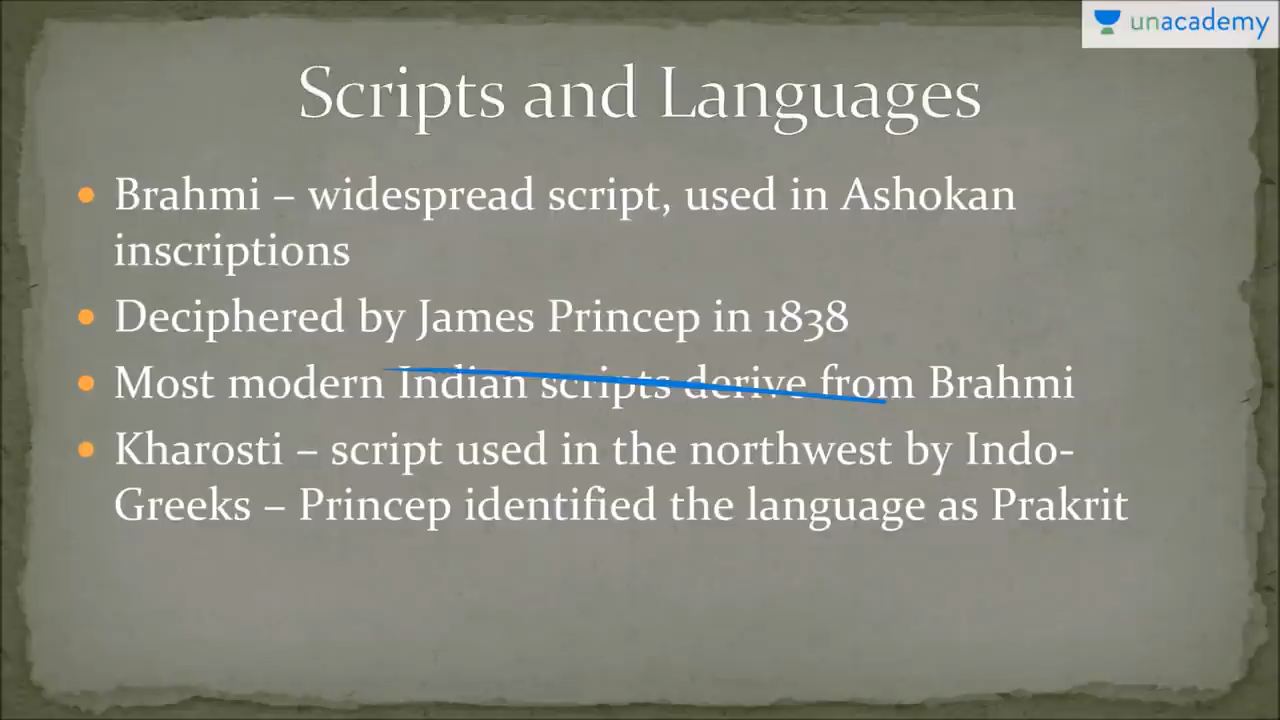 unacademy
Scripts and Languages
Brahmi – widespread script, used in Ashokan
inscriptions
Deciphered by James Princep in 1838
Most modern Indian scripts derive from Brahmi
Kharosti – script used in the northwest by Indo-
Greeks – Princep identified the language as Prakrit